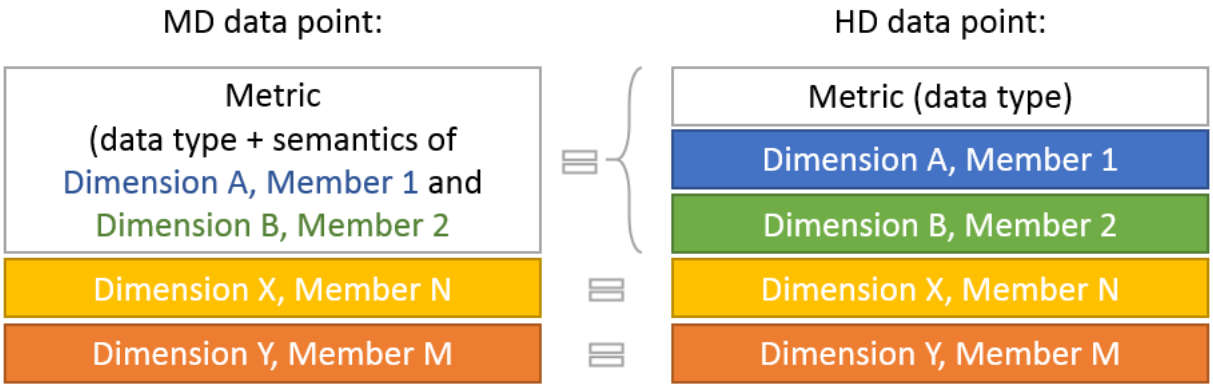 MD data point:
HD data point:
Metric
(data type + semantics of
Dimension A, Member 1 and
Dimension B, Member 2
Dimension X, Member N
Dimension Y, Member M
Metric (data type)
Dimension A, Member 1
Dimension B, Member 2
Dimension X, Member N
Dimension Y, Member M